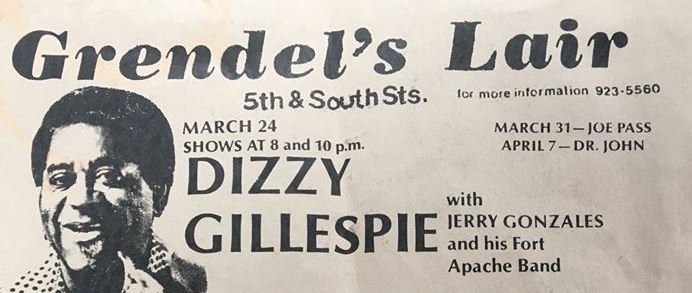 Grendel's Lair
5th & South Sts.
for more information 923-5560
MARCH 24
SHOWS AT 8 and 10 p.m.
MARCH 31—JOE PASS
APRIL 7—DR. JOHN
DIZZY
GILLESPIE
with
JERRY GONZALES
and his Fort
Apache Band